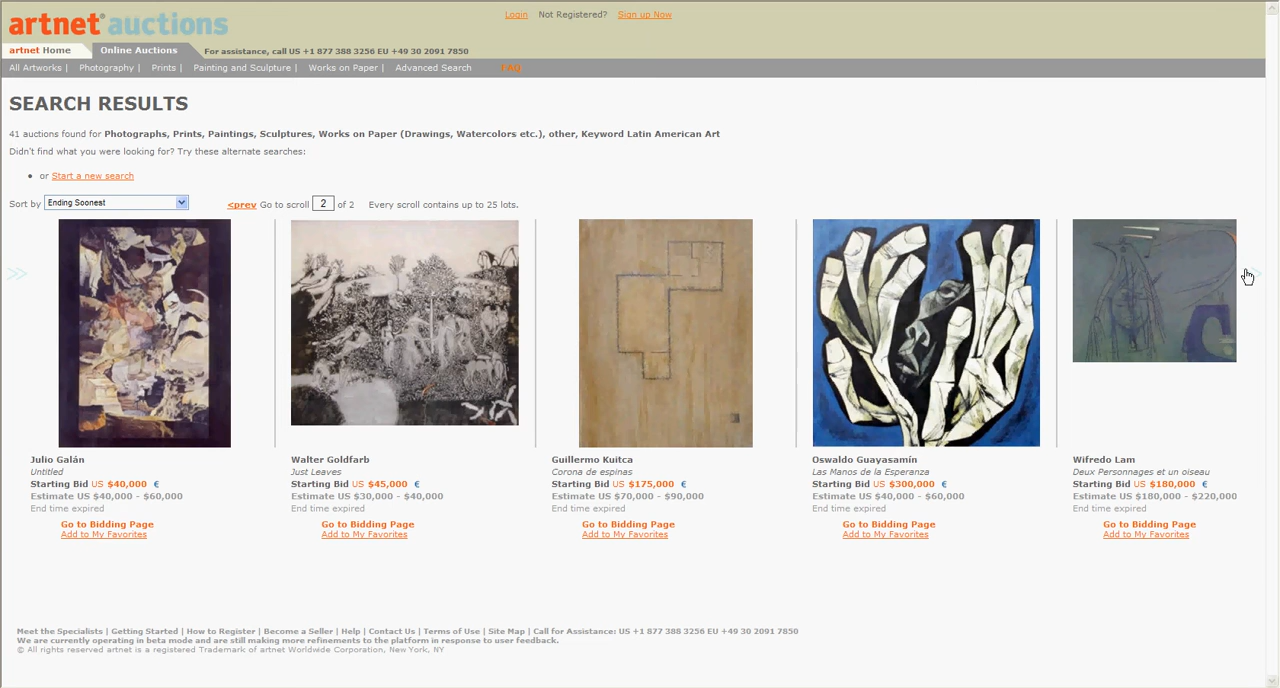 artnet® auctions
Login Not Registered? Sign up Now
artnet Home Online Auctions For assistance, call US +1 877 388 3256 EU +49 30 2091 7850
All Artworks | Photography | Prints | Painting and Sculpture | Works on Paper | Advanced Search FAQ
SEARCH RESULTS
41 auctions found for Photographs, Prints, Paintings, Sculptures, Works on Paper (Drawings, Watercolors etc.), other, Keyword Latin American Art
Didn't find what you were looking for? Try these alternate searches:
• or Start a new search
Sort by Ending Soonest <prev Go to scroll 2 of 2 Every scroll contains up to 25 lots.
Julio Galán
Untitled
Starting Bid US $40,000 €
Estimate US $40,000 - $60,000
End time expired
Go to Bidding Page
Add to My Favorites
Walter Goldfarb
Just Leaves
Starting Bid US $45,000 €
Estimate US $30,000 - $40,000
End time expired
Go to Bidding Page
Add to My Favorites
Guillermo Kuitca
Corona de espinas
Starting Bid US $175,000 €
Estimate US $70,000 - $90,000
End time expired
Go to Bidding Page
Add to My Favorites
Oswaldo Guayasamín
Las Manos de la Esperanza
Starting Bid US $300,000 €
Estimate US $40,000 - $60,000
End time expired
Go to Bidding Page
Add to My Favorites
Wifredo Lam
Deux Personnages et un oiseau
Starting Bid US $180,000 €
Estimate US $180,000 - $220,000
End time expired
Go to Bidding Page
Add to My Favorites
Meet the Specialists | Getting Started | How to Register | Become a Seller | Help | Contact Us | Terms of Use | Site Map | Call for Assistance: US +1 877 388 3256 EU +49 30 2091 7850
We are currently operating in beta mode and are still making more refinements to the platform in response to user feedback.
© All rights reserved artnet is a registered Trademark of artnet Worldwide Corporation, New York, NY